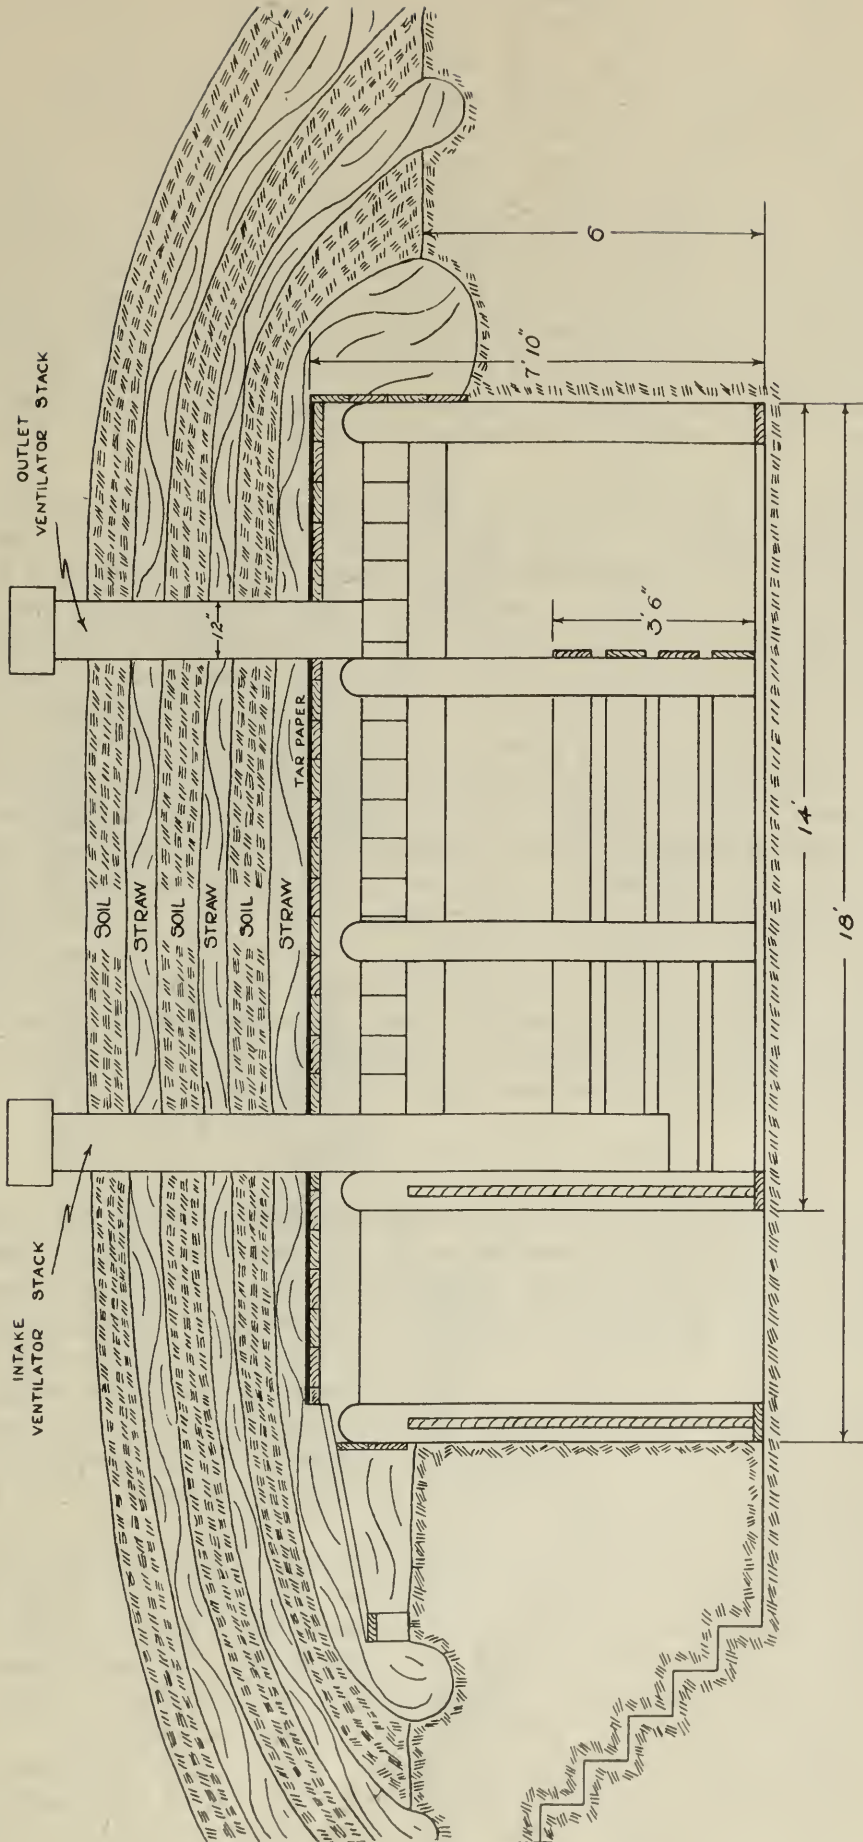 OUTLET
VENTILATOR STACK
INTAKE
VENTILATOR STACK
12"
SOIL
STRAW
SOIL
STRAW
SOIL
STRAW
TAR PAPER
6
7' 10"
3' 6"
14'
18'